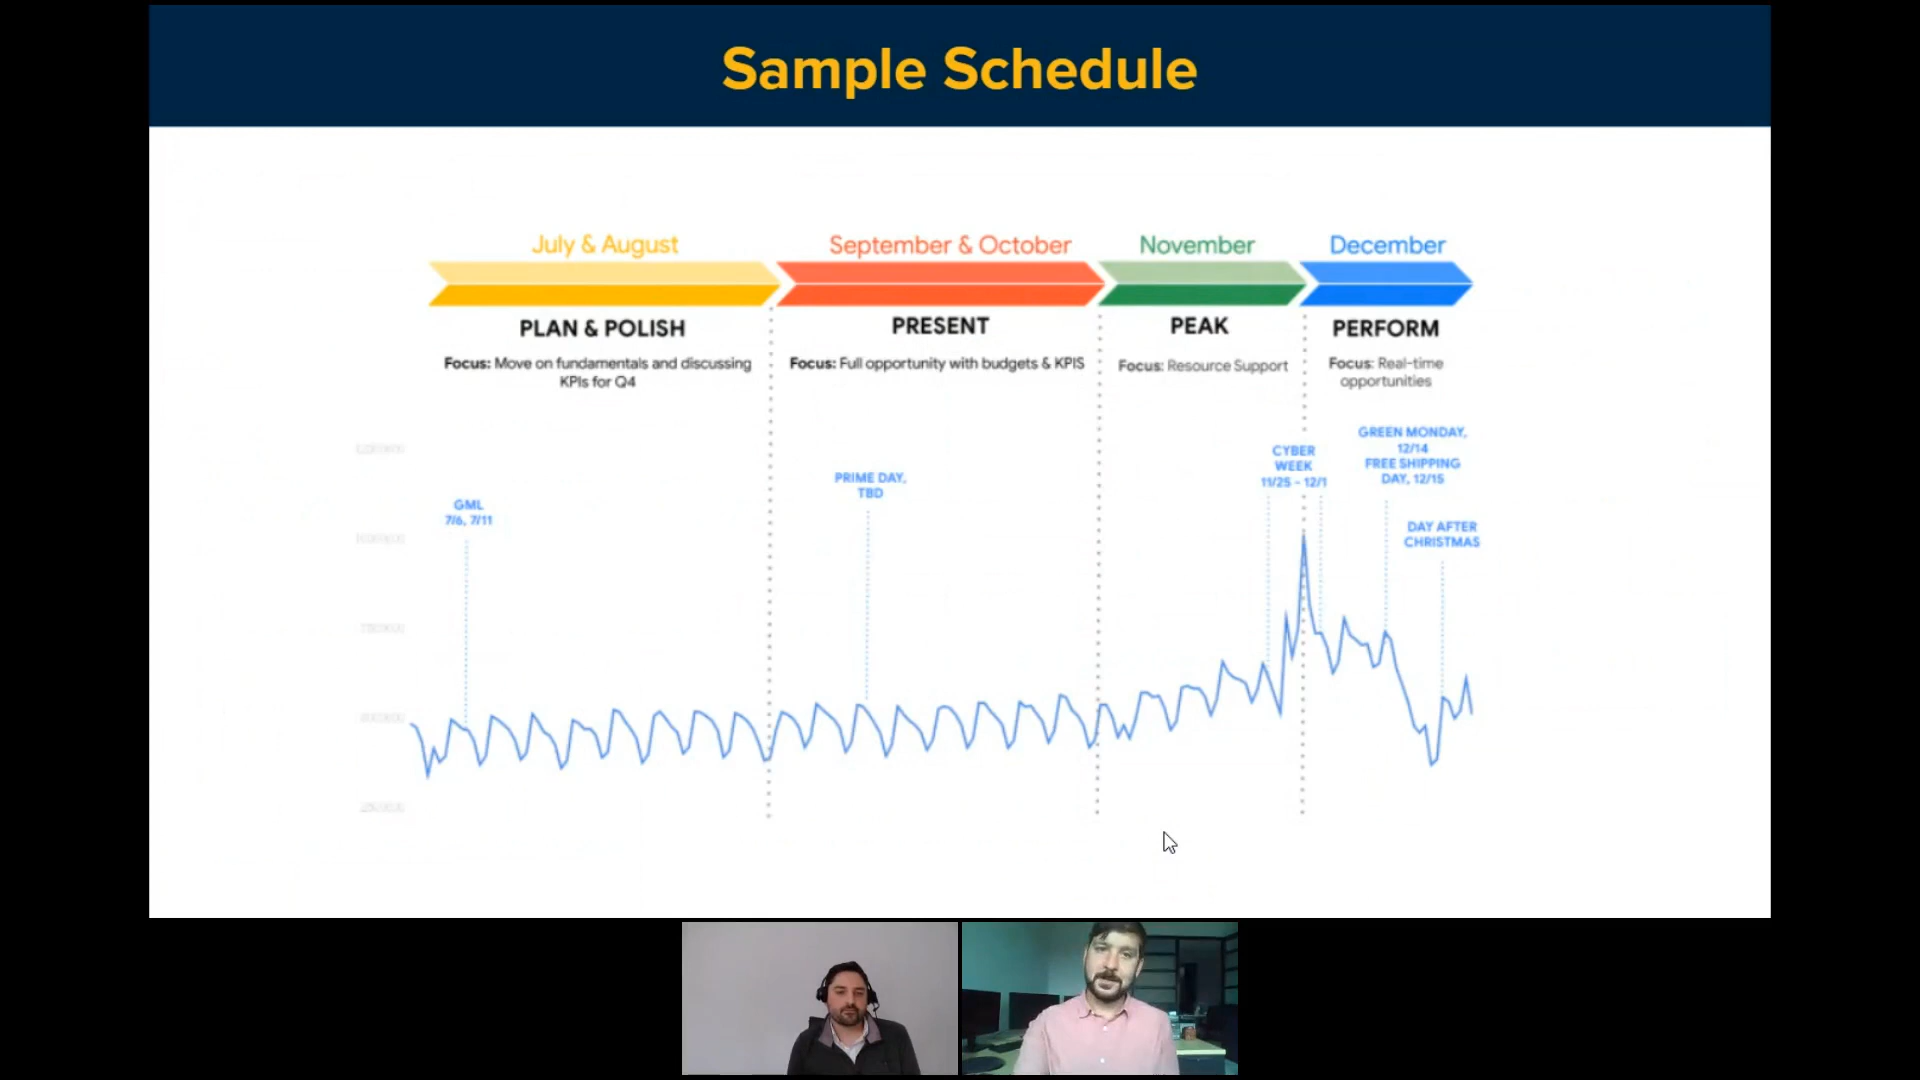 Sample Schedule
July & August
September & October
November
December
PLAN & POLISH
PRESENT
PEAK
PERFORM
Focus: Move on fundamentals and discussing
KPIs for Q4
Focus: Full opportunity with budgets & KPIS
Focus: Resource Support
Focus: Real-time
opportunities
GML
7/6, 7/11
PRIME DAY,
TBD
CYBER
WEEK
11/25 - 12/1
GREEN MONDAY,
12/14
FREE SHIPPING
DAY, 12/15
DAY AFTER
CHRISTMAS